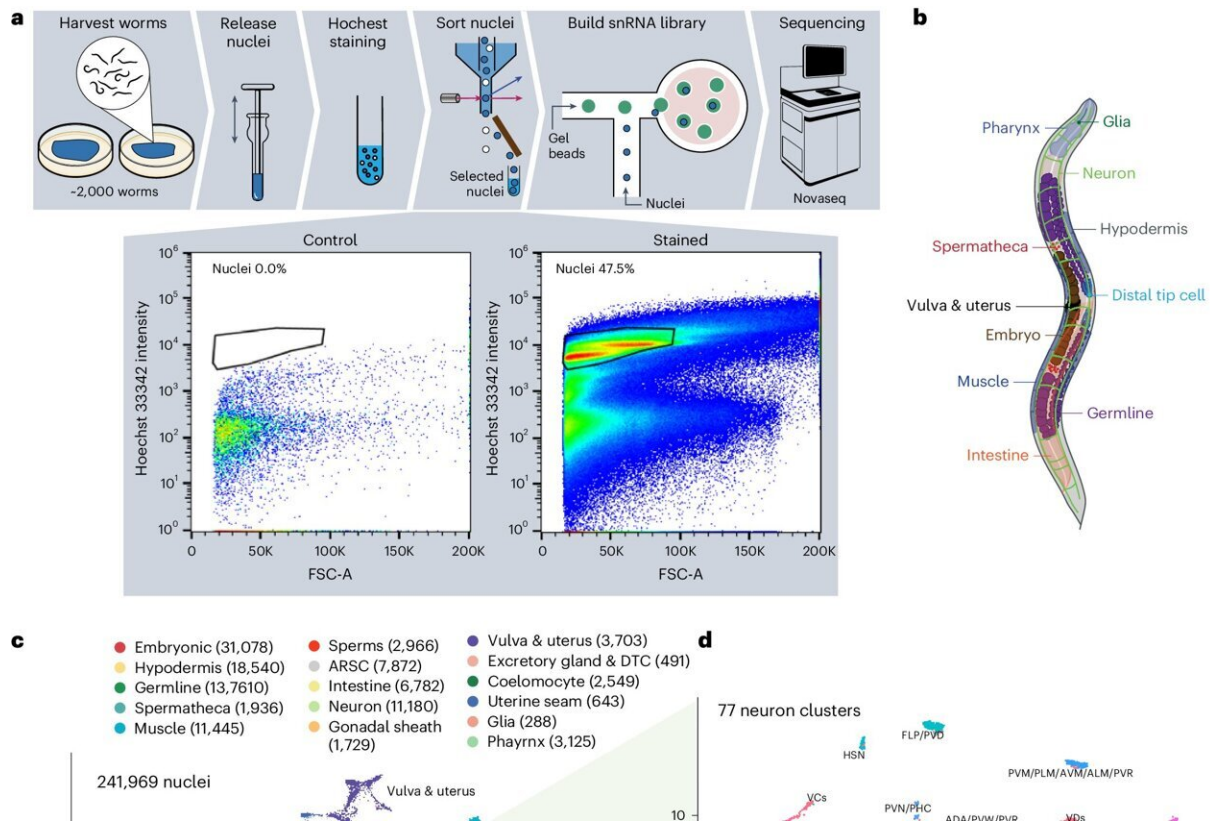 a
Harvest worms
Release
nuclei
Hochest
staining
Sort nuclei
Build snRNA library
Sequencing
~2,000 worms
Selected
nuclei
Gel
beads
Nuclei
Novaseq
Control
Nuclei 0.0%
Hoechst 33342 intensity
10⁶
10⁵
10⁴
10³
10²
10¹
10⁰
0 50K 100K 150K 200K
FSC-A
Stained
Nuclei 47.5%
Hoechst 33342 intensity
10⁶
10⁵
10⁴
10³
10²
10¹
10⁰
0 50K 100K 150K 200K
FSC-A
b
Pharynx
Glia
Neuron
Hypodermis
Spermatheca
Distal tip cell
Vulva & uterus
Embryo
Muscle
Germline
Intestine
c
Embryonic (31,078)
Hypodermis (18,540)
Germline (13,7610)
Spermatheca (1,936)
Muscle (11,445)
Sperms (2,966)
ARSC (7,872)
Intestine (6,782)
Neuron (11,180)
Gonadal sheath
(1,729)
Vulva & uterus (3,703)
Excretory gland & DTC (491)
Coelomocyte (2,549)
Uterine seam (643)
Glia (288)
Phayrnx (3,125)
241,969 nuclei
Vulva & uterus
d
77 neuron clusters
FLP/PVD
HSN
PVM/PLM/AVM/ALM/PVR
VCs
PVN/PHC
ADA/PVW/PVR
VDs
10